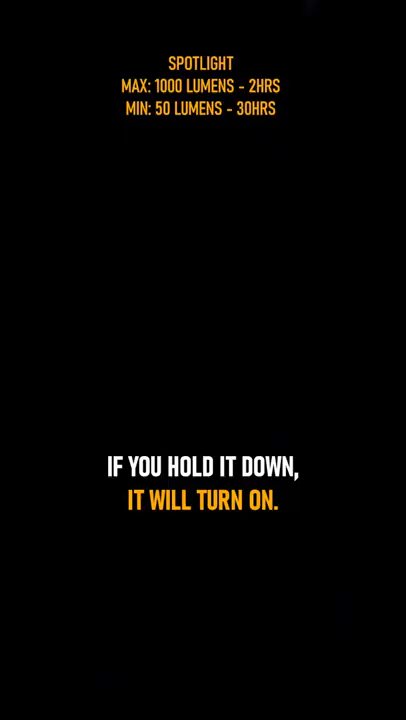 SPOTLIGHT
MAX: 1000 LUMENS - 2HRS
MIN: 50 LUMENS - 30HRS
IF YOU HOLD IT DOWN,
IT WILL TURN ON.